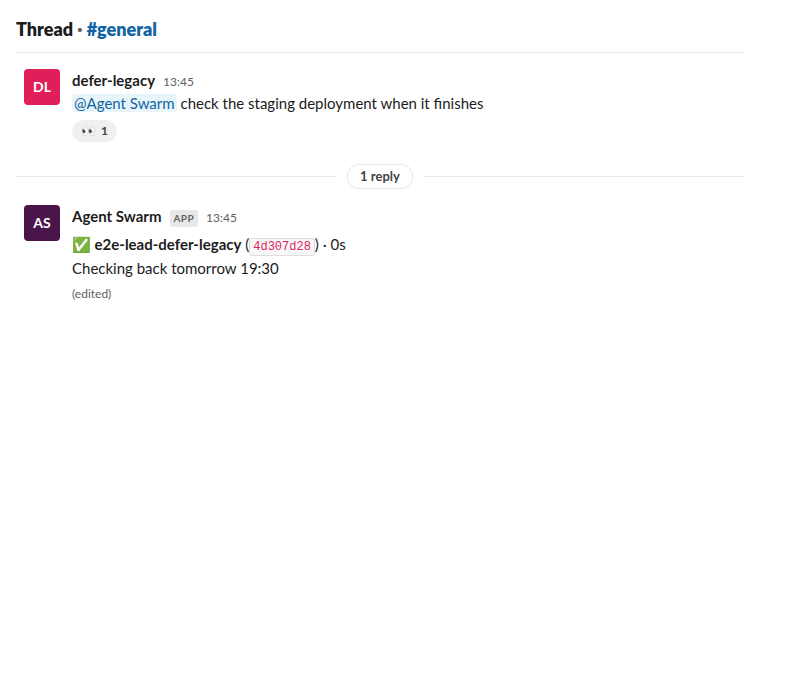 Thread • #general
DL
defer-legacy 13:45
@Agent Swarm check the staging deployment when it finishes
👀 1
1 reply
AS
Agent Swarm APP 13:45
✅ e2e-lead-defer-legacy (4d307d28) · 0s
Checking back tomorrow 19:30
(edited)